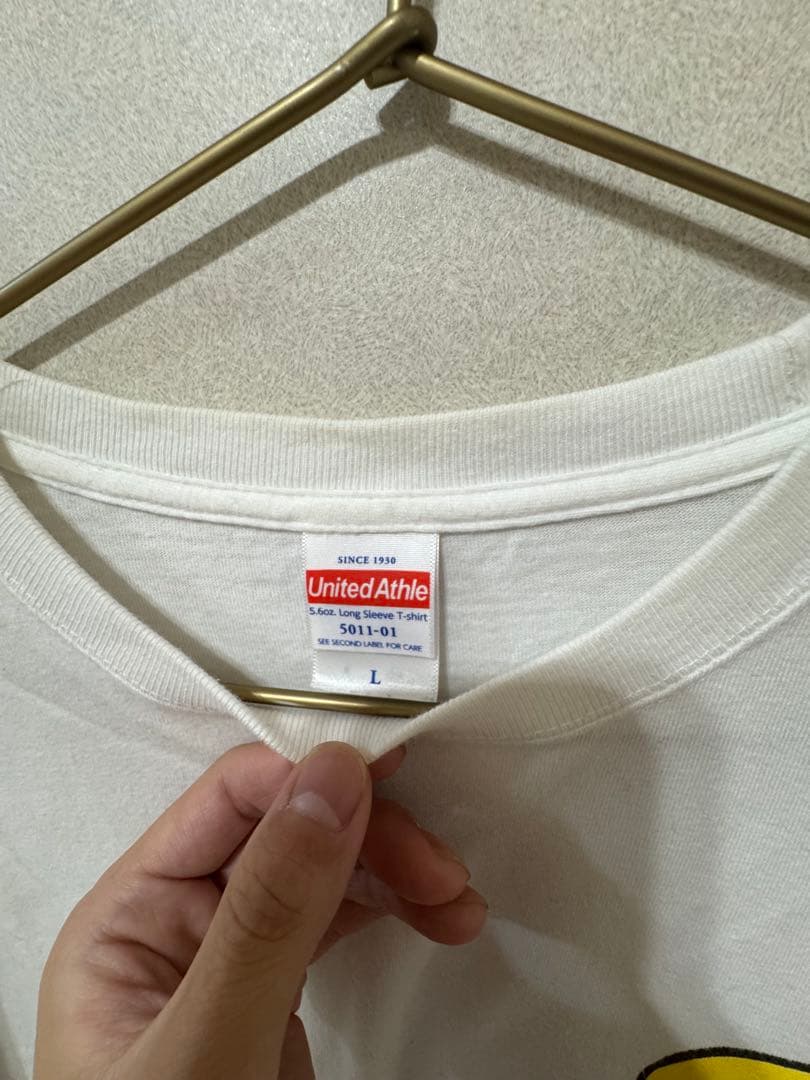 SINCE 1930
United Athle
5.6oz. Long Sleeve T-shirt
5011-01
SEE SECOND LABEL FOR CARE
L